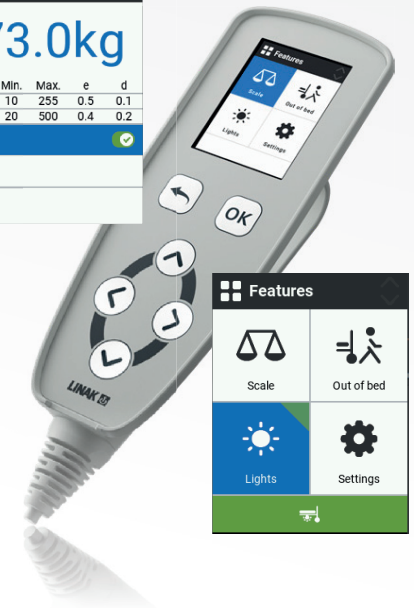 73.0kg
Min. Max. e d
10 255 0.5 0.1
20 500 0.4 0.2
Features
Scale
Out of bed
Lights
Settings
OK
LINAK
Features
Scale
Out of bed
Lights
Settings